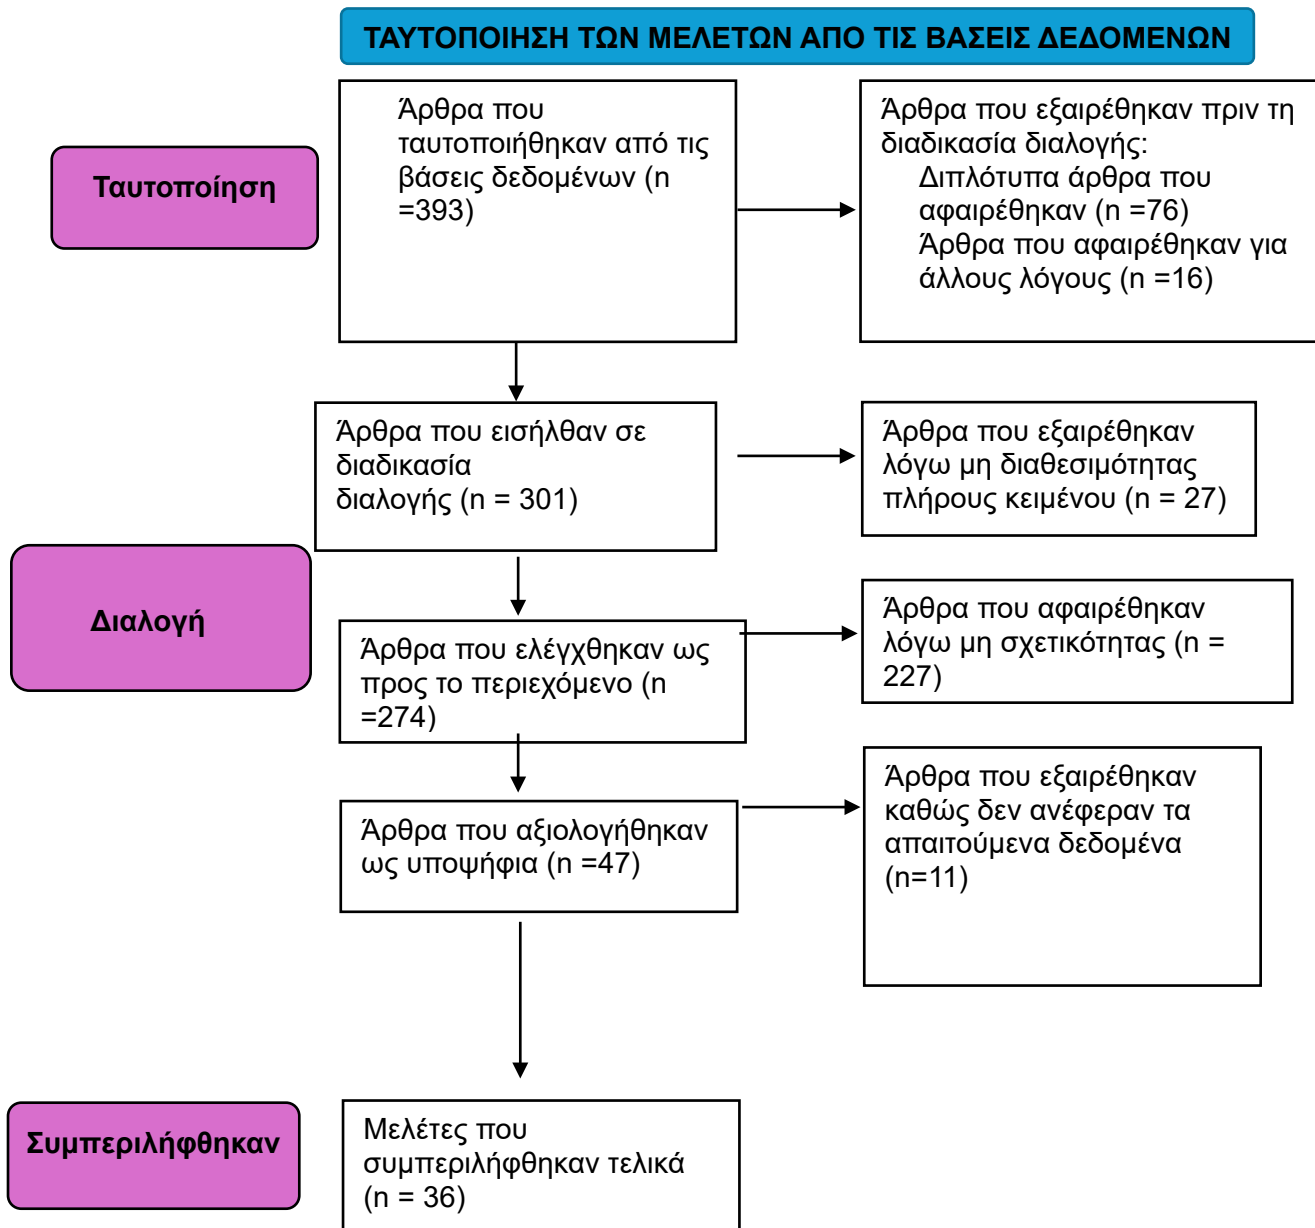 ΤΑΥΤΟΠΟΙΗΣΗ ΤΩΝ ΜΕΛΕΤΩΝ ΑΠΟ ΤΙΣ ΒΑΣΕΙΣ ΔΕΔΟΜΕΝΩΝ
Ταυτοποίηση
Άρθρα που
ταυτοποιήθηκαν από τις
βάσεις δεδομένων (n
=393)
Άρθρα που εξαιρέθηκαν πριν τη
διαδικασία διαλογής:
Διπλότυπα άρθρα που
αφαιρέθηκαν (n =76)
Άρθρα που αφαιρέθηκαν για
άλλους λόγους (n =16)
Άρθρα που εισήλθαν σε
διαδικασία
διαλογής (n = 301)
Άρθρα που εξαιρέθηκαν
λόγω μη διαθεσιμότητας
πλήρους κειμένου (n = 27)
Διαλογή
Άρθρα που ελέγχθηκαν ως
προς το περιεχόμενο (n
=274)
Άρθρα που αφαιρέθηκαν
λόγω μη σχετικότητας (n =
227)
Άρθρα που αξιολογήθηκαν
ως υποψήφια (n =47)
Άρθρα που εξαιρέθηκαν
καθώς δεν ανέφεραν τα
απαιτούμενα δεδομένα
(n=11)
Συμπεριλήφθηκαν
Μελέτες που
συμπεριλήφθηκαν τελικά
(n = 36)